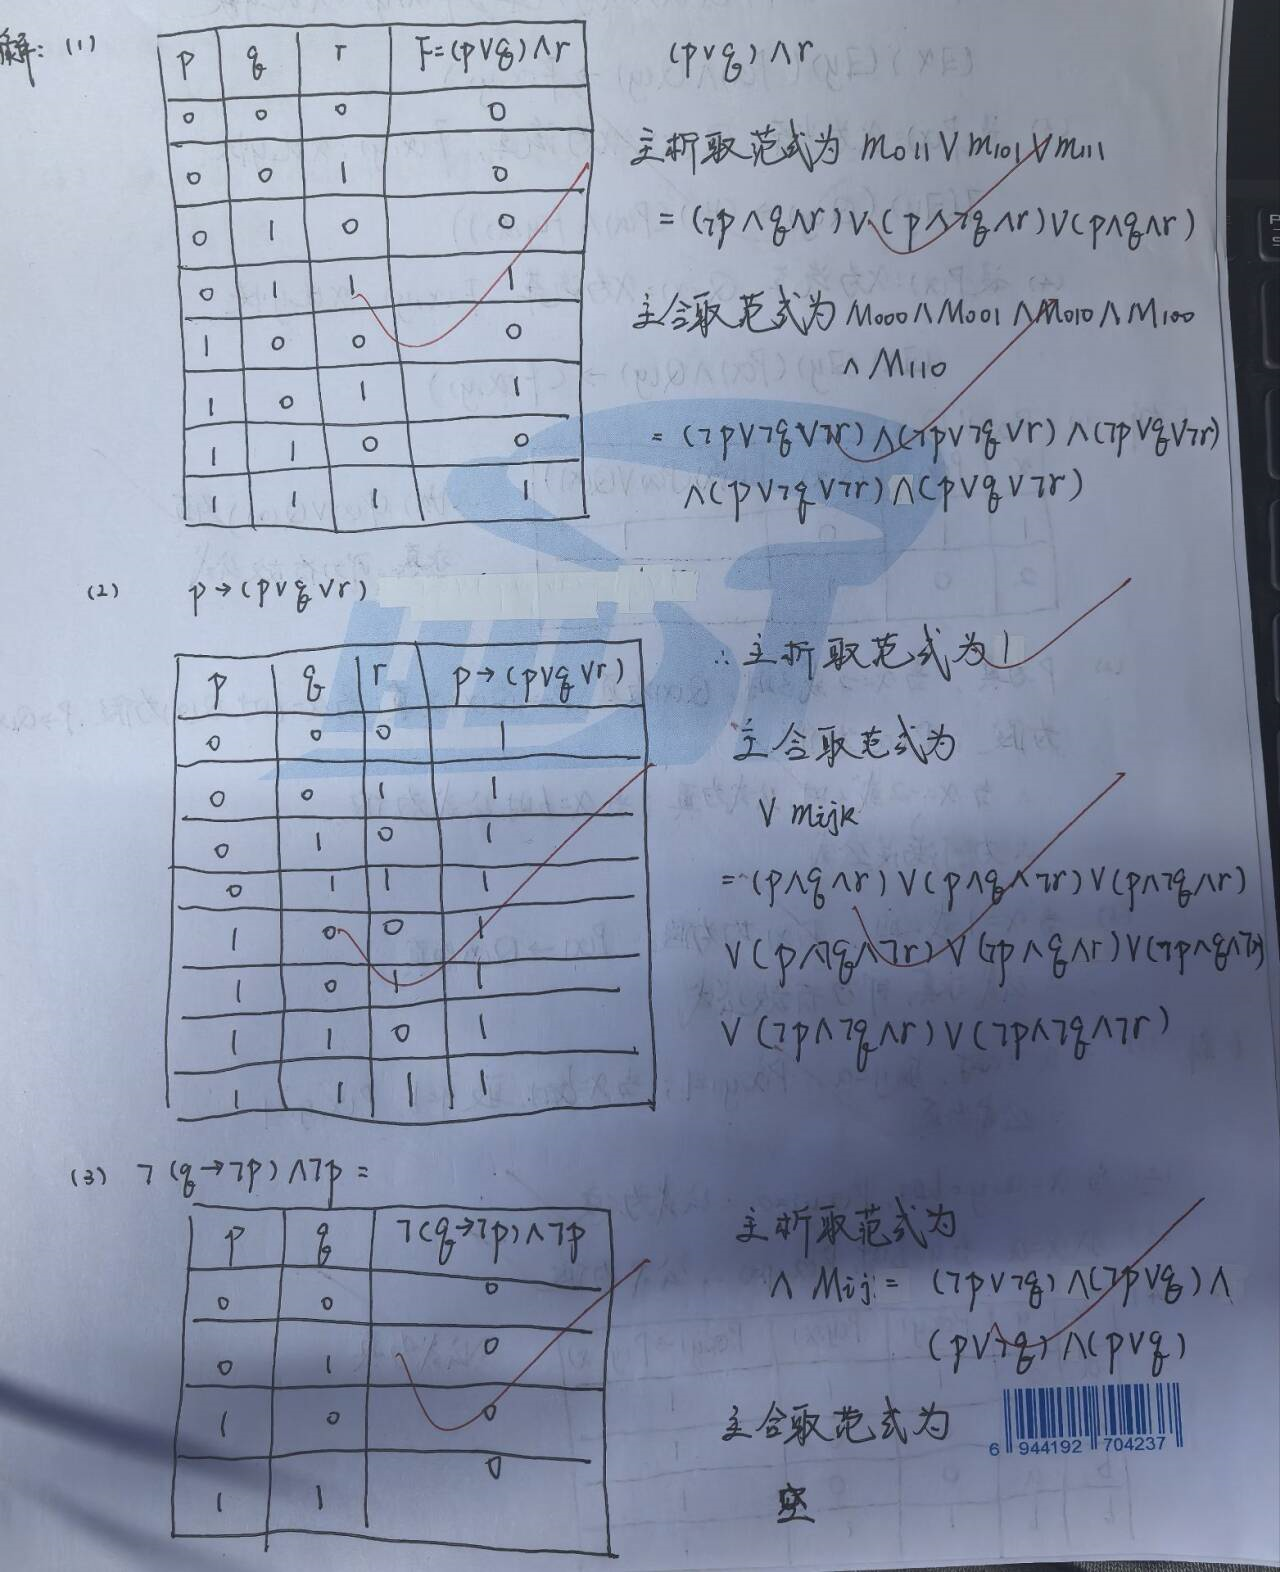 解: (1)
p q r F=(p∨q)∧r
0 0 0 0
0 0 1 0
0 1 0 0
0 1 1 1
1 0 0 0
1 0 1 1
1 1 0 0
1 1 1 1
(p∨q)∧r
主析取范式为 m011∨m101∨m111
=(¬p∧q∧r)∨(p∧¬q∧r)∨(p∧q∧r)
主合取范式为 M000∧M001∧M010∧M100
∧M110
=(¬p∨¬q∨¬r)∧(¬p∨¬q∨r)∧(¬p∨q∨¬r)
∧(p∨¬q∨¬r)∧(p∨q∨¬r)
(2) p→(p∨q∨r)
p q r p→(p∨q∨r)
0 0 0 1
0 0 1 1
0 1 0 1
0 1 1 1
1 0 0 1
1 0 1 1
1 1 0 1
1 1 1 1
∴主析取范式为1
主合取范式为
∨mijk
=(p∧q∧r)∨(p∧q∧¬r)∨(p∧¬q∧r)
∨(p∧¬q∧¬r)∨(¬p∧q∧r)∨(¬p∧q∧¬r)
∨(¬p∧¬q∧r)∨(¬p∧¬q∧¬r)
(3) ¬(q→¬p)∧¬p=
p q ¬(q→¬p)∧¬p
0 0 0
0 1 0
1 0 0
1 1 0
主析取范式为
∧Mij=(¬p∨¬q)∧(¬p∨q)∧
(p∨¬q)∧(p∨q)
主合取范式为
空
6 944192 704237